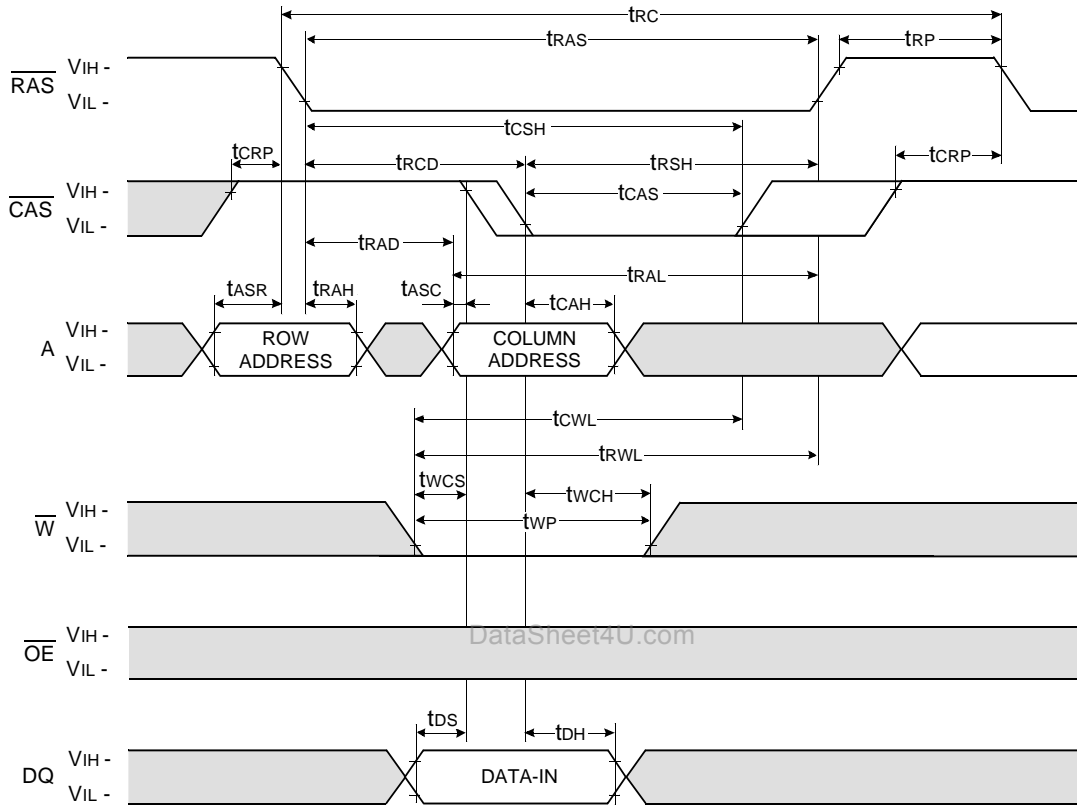 tRC
tRAS
tRP
RAS
VIH -
VIL -
tCSH
tCRP
tRCD
tRSH
tCRP
CAS
VIH -
VIL -
tCAS
tRAD
tRAL
tASR
tRAH
tASC
tCAH
A
VIH -
VIL -
ROW
ADDRESS
COLUMN
ADDRESS
tCWL
tRWL
tWCS
tWCH
W
VIH -
VIL -
tWP
OE
VIH -
VIL -
DataSheet4U.com
tDS
tDH
DQ
VIH -
VIL -
DATA-IN